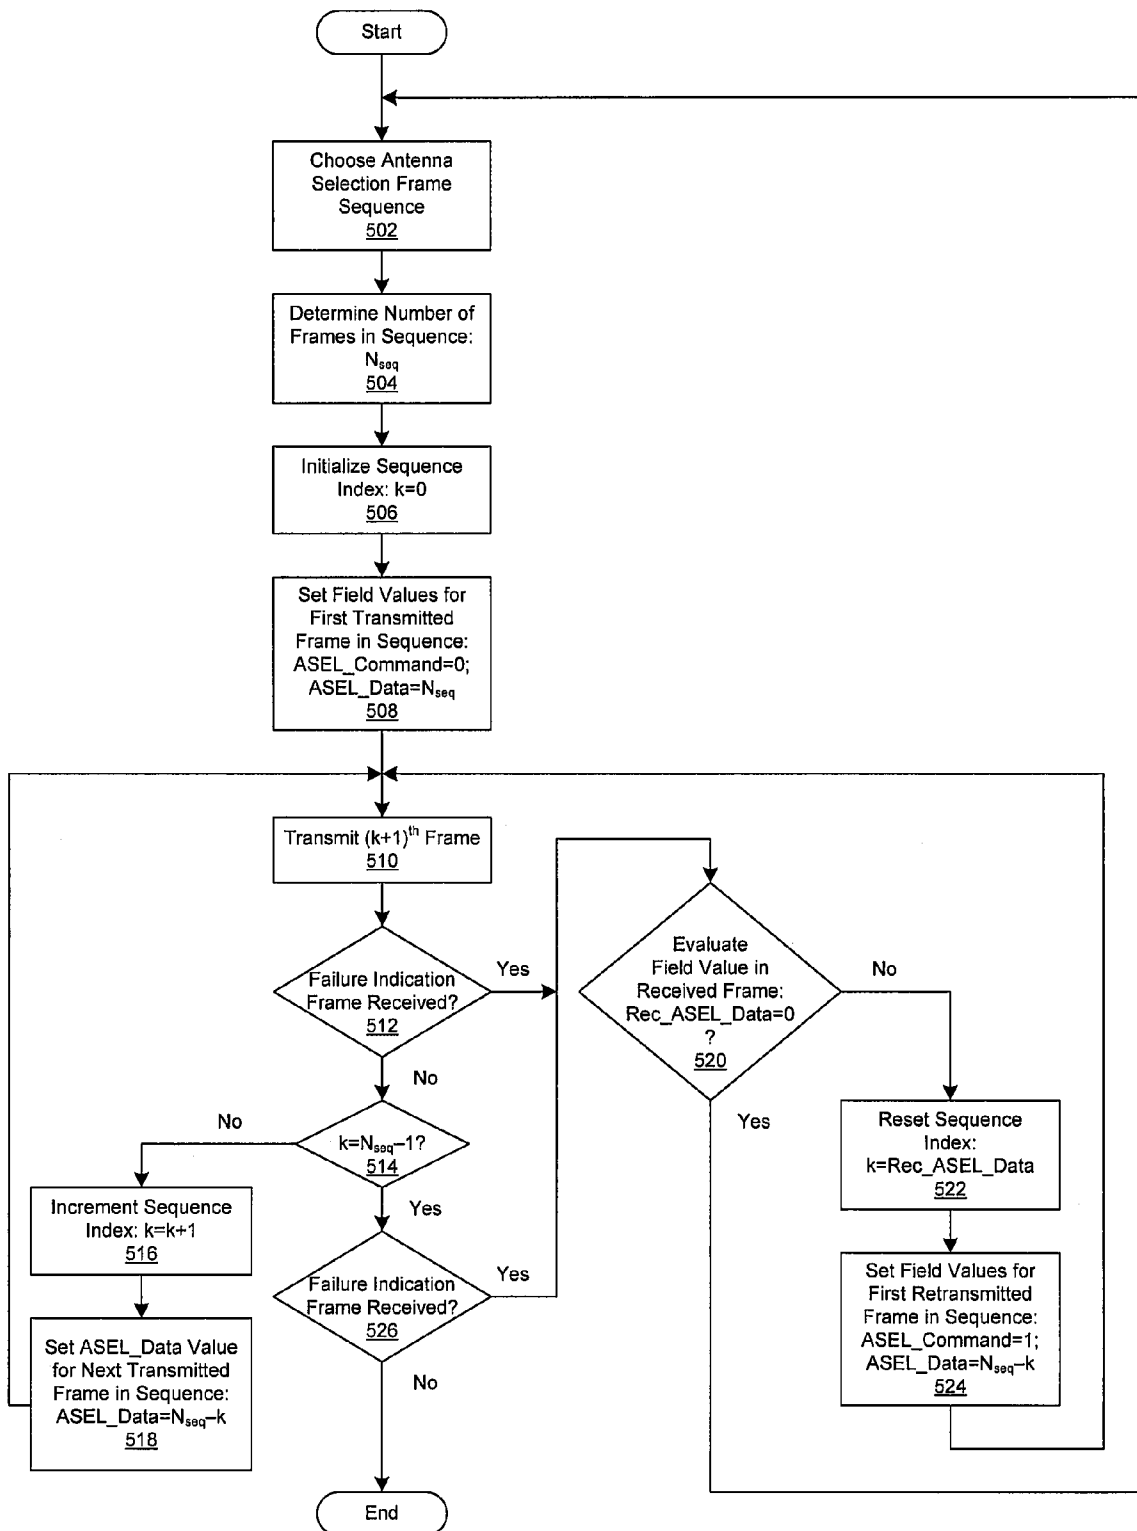 Start
Choose Antenna
Selection Frame
Sequence
502
Determine Number of
Frames in Sequence:
Nseq
504
Initialize Sequence
Index: k=0
506
Set Field Values for
First Transmitted
Frame in Sequence:
ASEL_Command=0;
ASEL_Data=Nseq
508
Transmit (k+1)th Frame
510
Failure Indication
Frame Received?
512
Yes
No
Evaluate
Field Value in
Received Frame:
Rec_ASEL_Data=0
?
520
No
Yes
k=Nseq–1?
514
No
Yes
Reset Sequence
Index:
k=Rec_ASEL_Data
522
Increment Sequence
Index: k=k+1
516
Failure Indication
Frame Received?
526
Yes
No
Set Field Values for
First Retransmitted
Frame in Sequence:
ASEL_Command=1;
ASEL_Data=Nseq–k
524
Set ASEL_Data Value
for Next Transmitted
Frame in Sequence:
ASEL_Data=Nseq–k
518
End